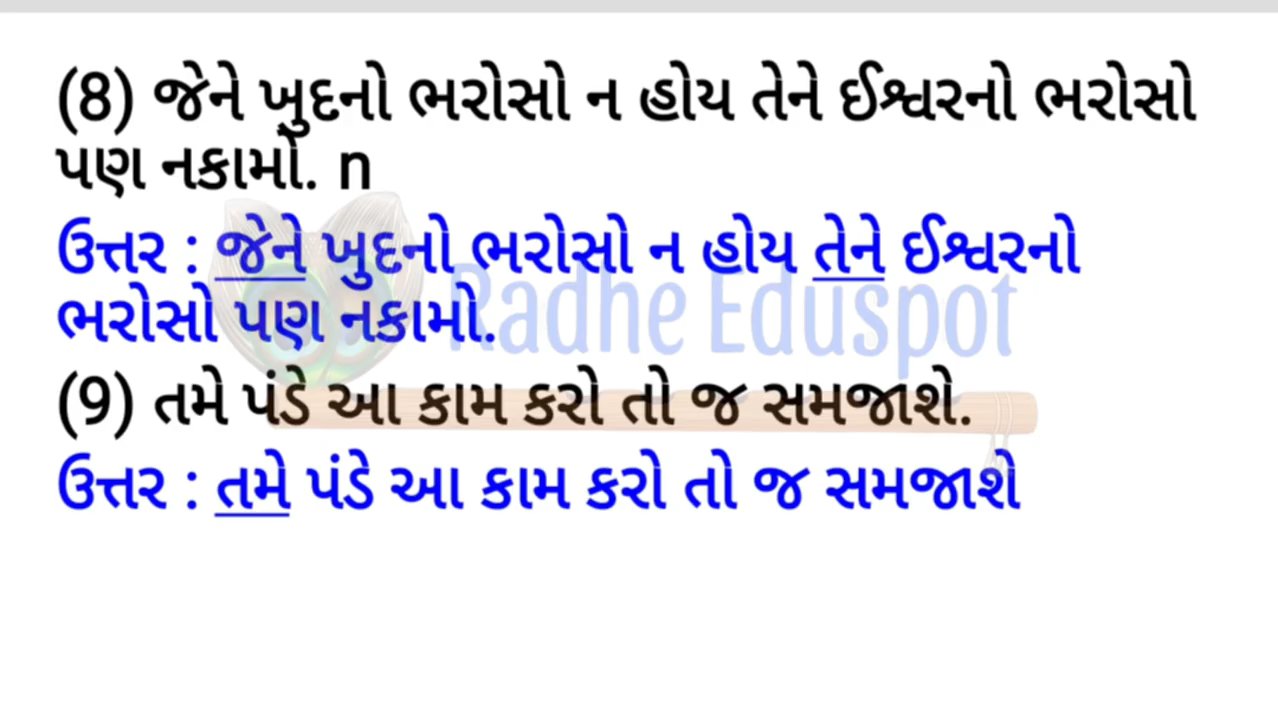 (8) જેને ખુદનો ભરોસો ન હોય તેને ઈશ્વરનો ભરોસો
પણ નકામો. n
ઉત્તર : જેને ખુદનો ભરોસો ન હોય તેને ઈશ્વરનો
ભરોસો પણ નકામો.
Radhe Eduspot
(9) તમે પંડે આ કામ કરો તો જ સમજાશે.
ઉત્તર : તમે પંડે આ કામ કરો તો જ સમજાશે